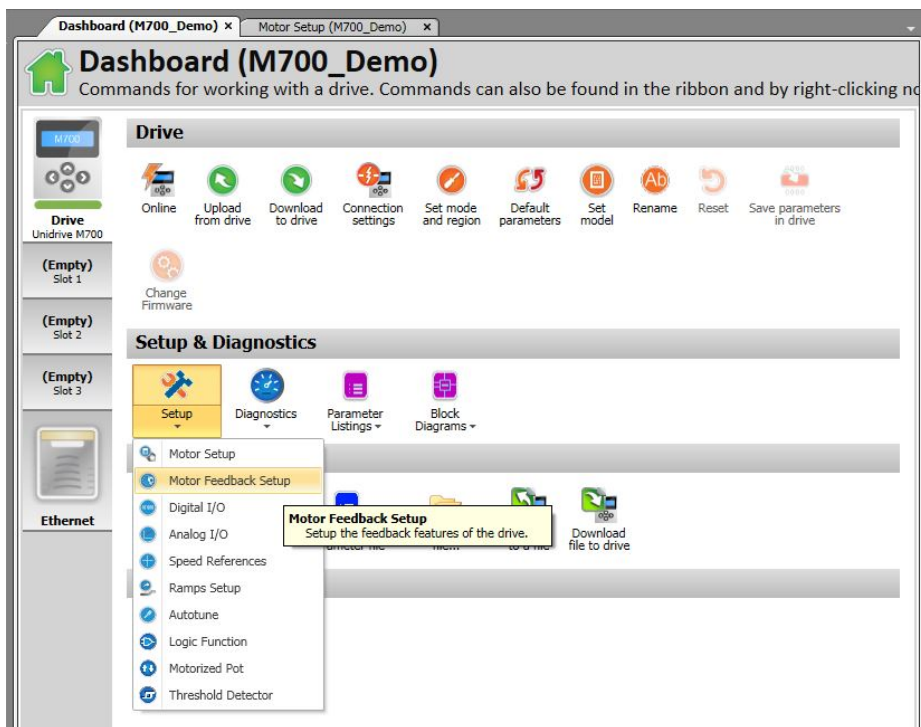 Dashboard (M700_Demo) ×
Motor Setup (M700_Demo) ×
Dashboard (M700_Demo)
Commands for working with a drive. Commands can also be found in the ribbon and by right-clicking
M700
Drive
Unidrive M700
(Empty)
Slot 1
(Empty)
Slot 2
(Empty)
Slot 3
Ethernet
Drive
Online
Upload
from drive
Download
to drive
Connection
settings
Set mode
and region
Default
parameters
Set
model
Ab
Rename
Reset
Save parameters
in drive
Change
Firmware
Setup & Diagnostics
Setup
Diagnostics
Parameter
Listings
Block
Diagrams
Motor Setup
Motor Feedback Setup
Digital I/O
Analog I/O
Speed References
Ramps Setup
Autotune
Logic Function
Motorized Pot
Threshold Detector
Motor Feedback Setup
Setup the feedback features of the drive.
Download
file to drive